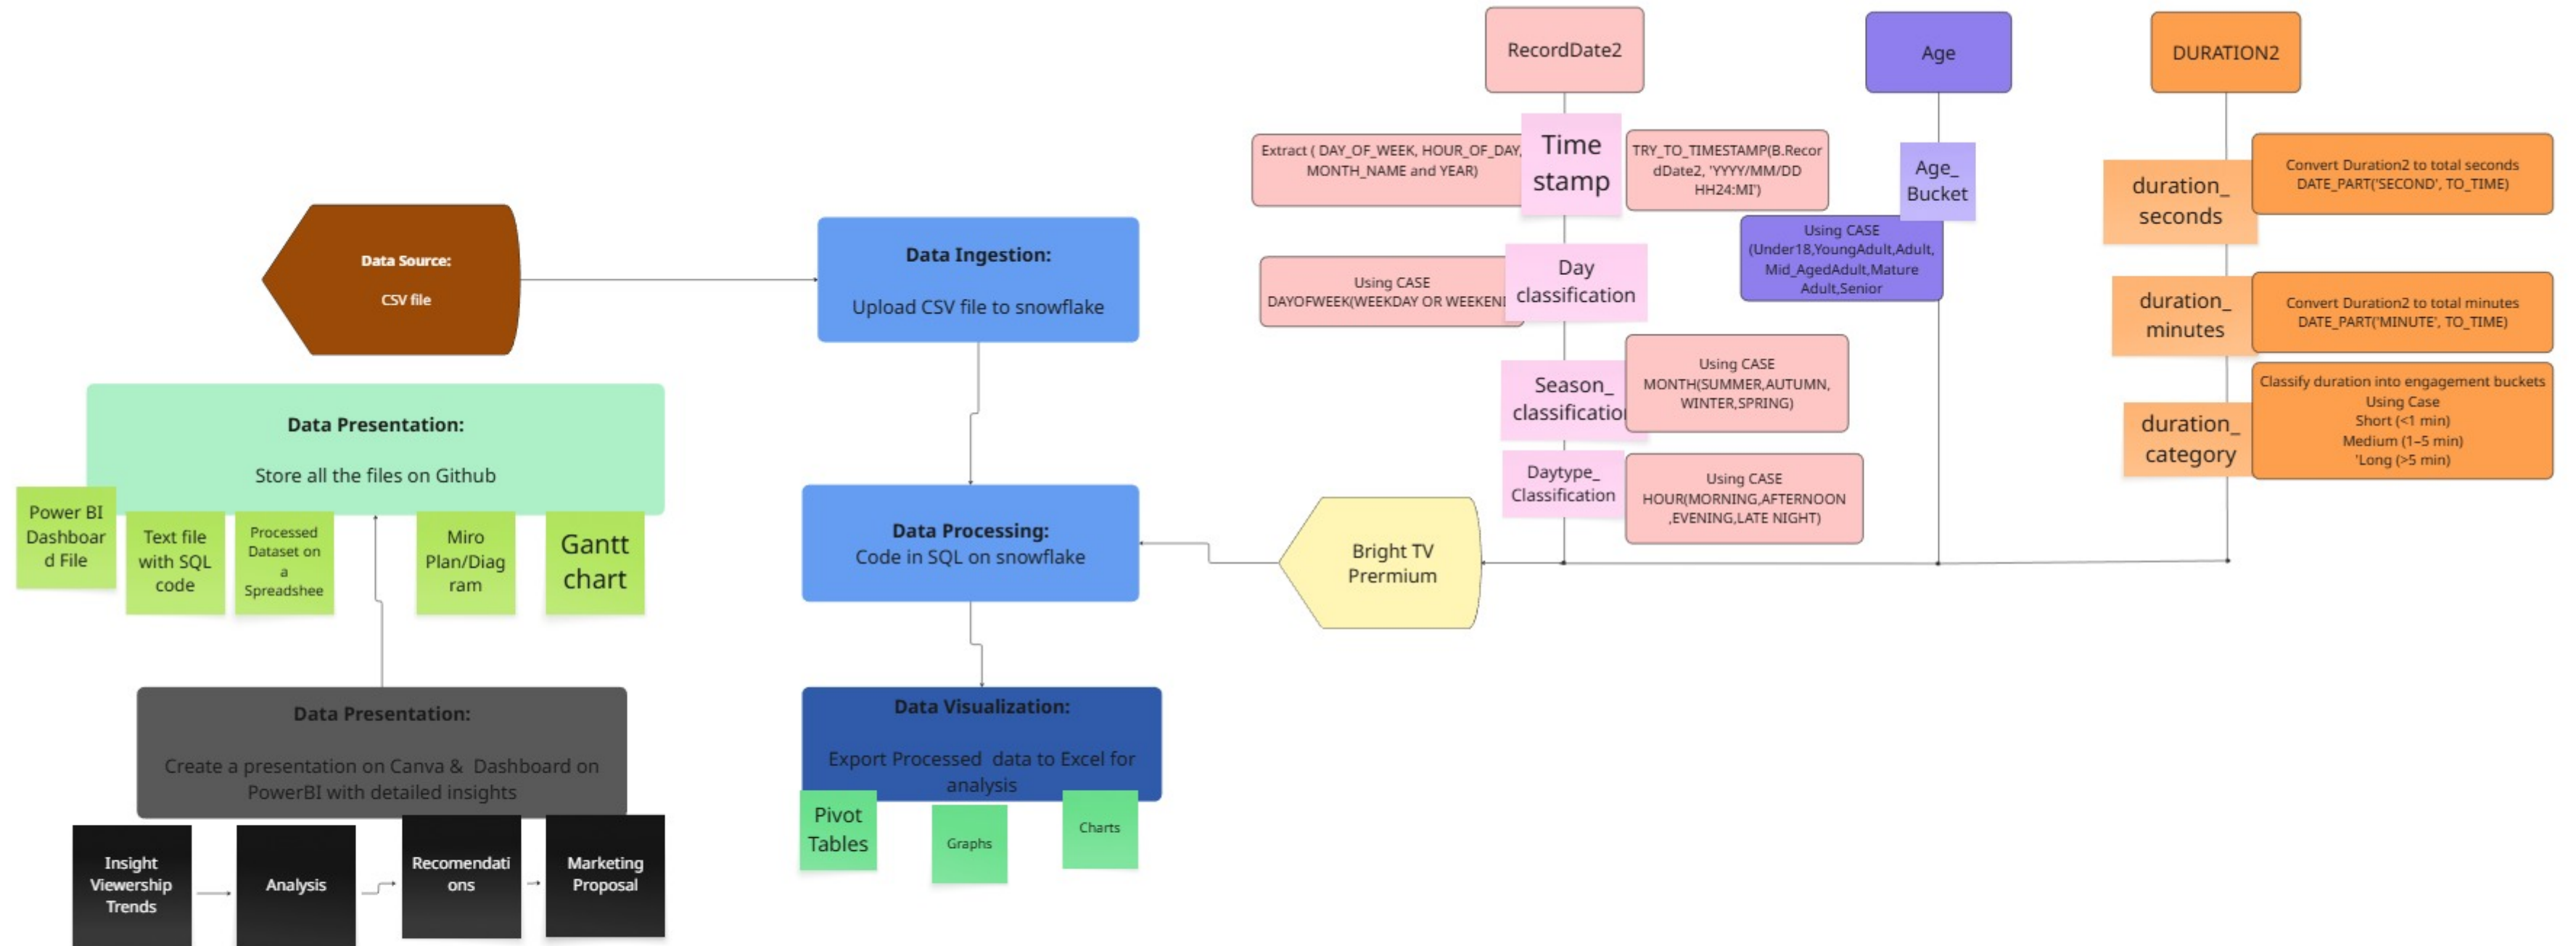 RecordDate2
Age
DURATION2
Extract ( DAY_OF_WEEK, HOUR_OF_DAY,
MONTH_NAME and YEAR)
Time
stamp
TRY_TO_TIMESTAMP(B.Recor
dDate2, 'YYYY/MM/DD
HH24:MI')
Age_
Bucket
Using CASE
(Under18,YoungAdult,Adult,
Mid_AgedAdult,Mature
Adult,Senior
duration_
seconds
Convert Duration2 to total seconds
DATE_PART('SECOND', TO_TIME)
Using CASE
DAYOFWEEK(WEEKDAY OR WEEKEND
Day
classification
duration_
minutes
Convert Duration2 to total minutes
DATE_PART('MINUTE', TO_TIME)
Season_
classification
Using CASE
MONTH(SUMMER,AUTUMN,
WINTER,SPRING)
duration_
category
Classify duration into engagement buckets
Using Case
Short (<1 min)
Medium (1–5 min)
'Long (>5 min)
Daytype_
Classification
Using CASE
HOUR(MORNING,AFTERNOON
,EVENING,LATE NIGHT)
Data Source:
CSV file
Data Ingestion:
Upload CSV file to snowflake
Data Processing:
Code in SQL on snowflake
Bright TV
Prermium
Data Visualization:
Export Processed data to Excel for
analysis
Pivot
Tables
Graphs
Charts
Data Presentation:
Store all the files on Github
Power BI
Dashboar
d File
Text file
with SQL
code
Processed
Dataset on
a
Spreadshee
Miro
Plan/Diag
ram
Gantt
chart
Data Presentation:
Create a presentation on Canva & Dashboard on
PowerBI with detailed insights
Insight
Viewership
Trends
Analysis
Recomendati
ons
Marketing
Proposal